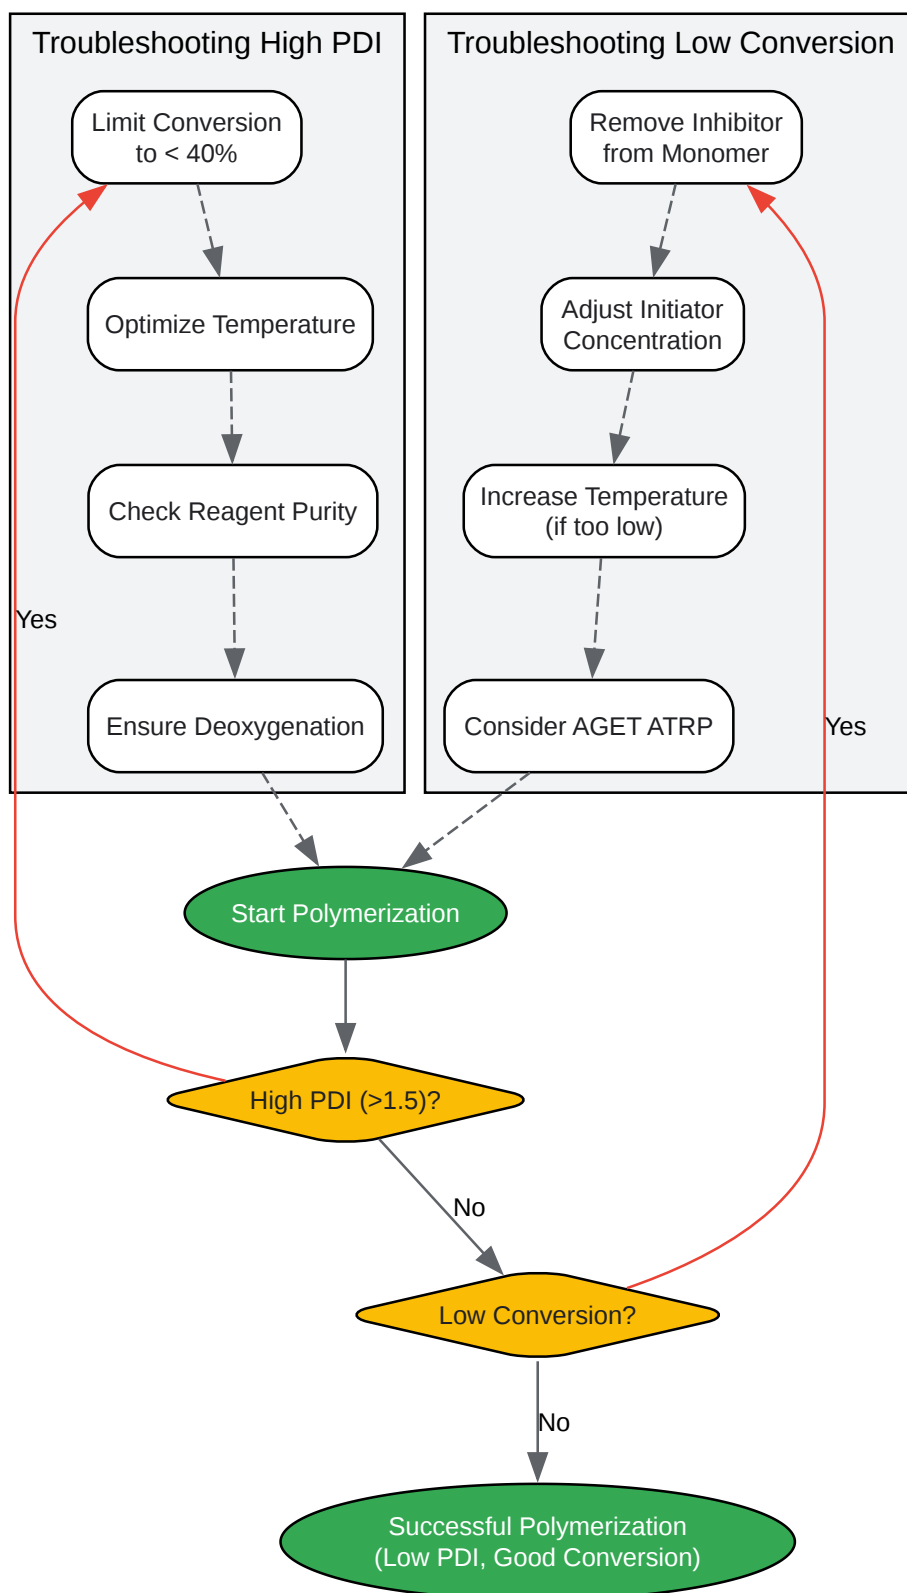 Troubleshooting High PDI
Limit Conversion
to < 40%
Optimize Temperature
Check Reagent Purity
Yes
Ensure Deoxygenation
Troubleshooting Low Conversion
Remove Inhibitor
from Monomer
Adjust Initiator
Concentration
Increase Temperature
(if too low)
Consider AGET ATRP
Yes
Start Polymerization
High PDI (>1.5)?
No
Low Conversion?
No
Successful Polymerization
(Low PDI, Good Conversion)